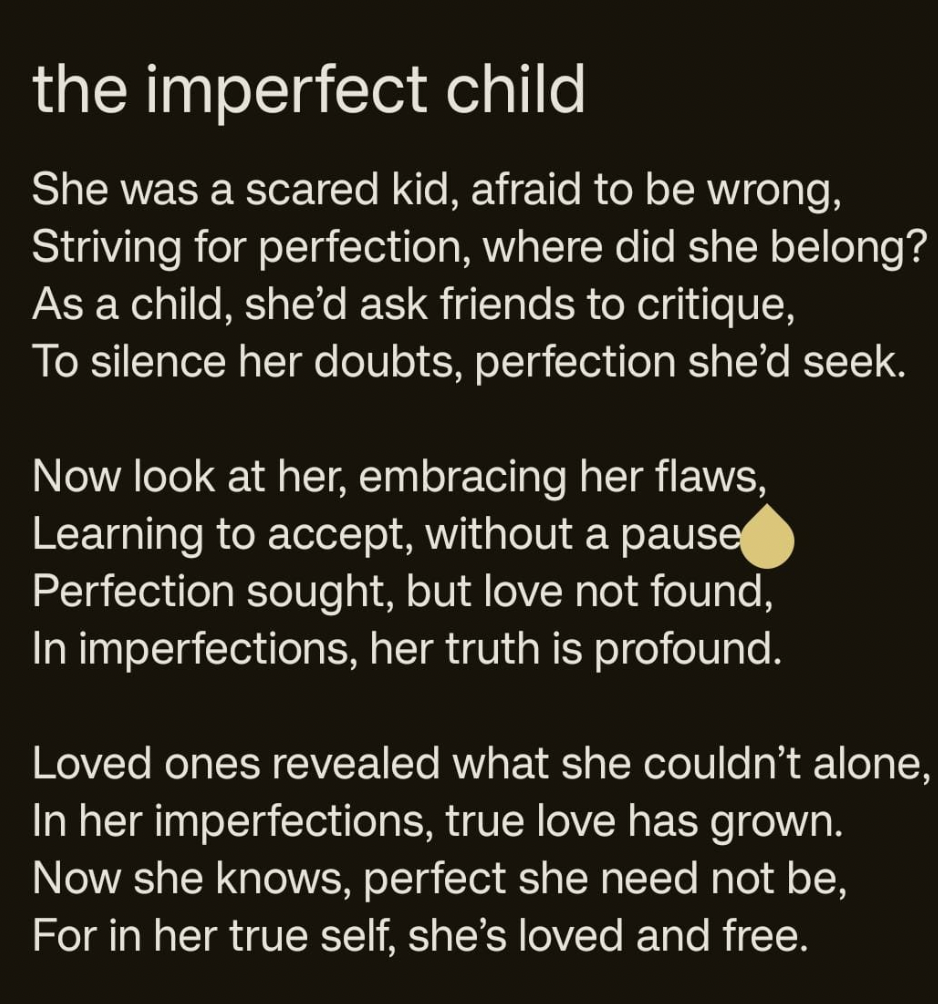 the imperfect child
She was a scared kid, afraid to be wrong,
Striving for perfection, where did she belong?
As a child, she’d ask friends to critique,
To silence her doubts, perfection she’d seek.
Now look at her, embracing her flaws,
Learning to accept, without a pause
Perfection sought, but love not found,
In imperfections, her truth is profound.
Loved ones revealed what she couldn’t alone,
In her imperfections, true love has grown.
Now she knows, perfect she need not be,
For in her true self, she’s loved and free.